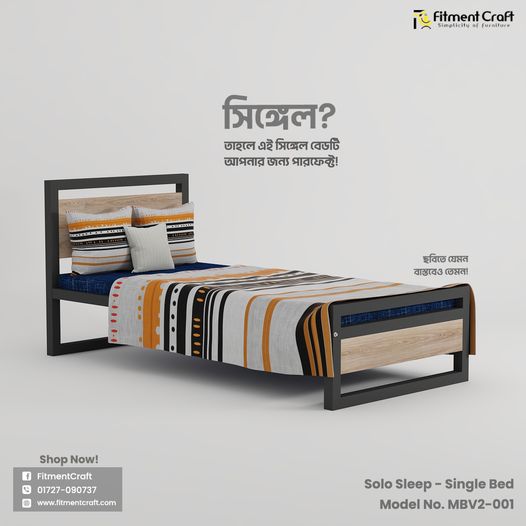 Fitment Craft
Simplicity of furniture
সিঙ্গেল?
তাহলে এই সিঙ্গেল বেডটি
আপনার জন্য পারফেক্ট!
ছবিতে যেমন
বাস্তবেও তেমন!
Shop Now!
FitmentCraft
01727-090737
www.fitmentcraft.com
Solo Sleep - Single Bed
Model No. MBV2-001